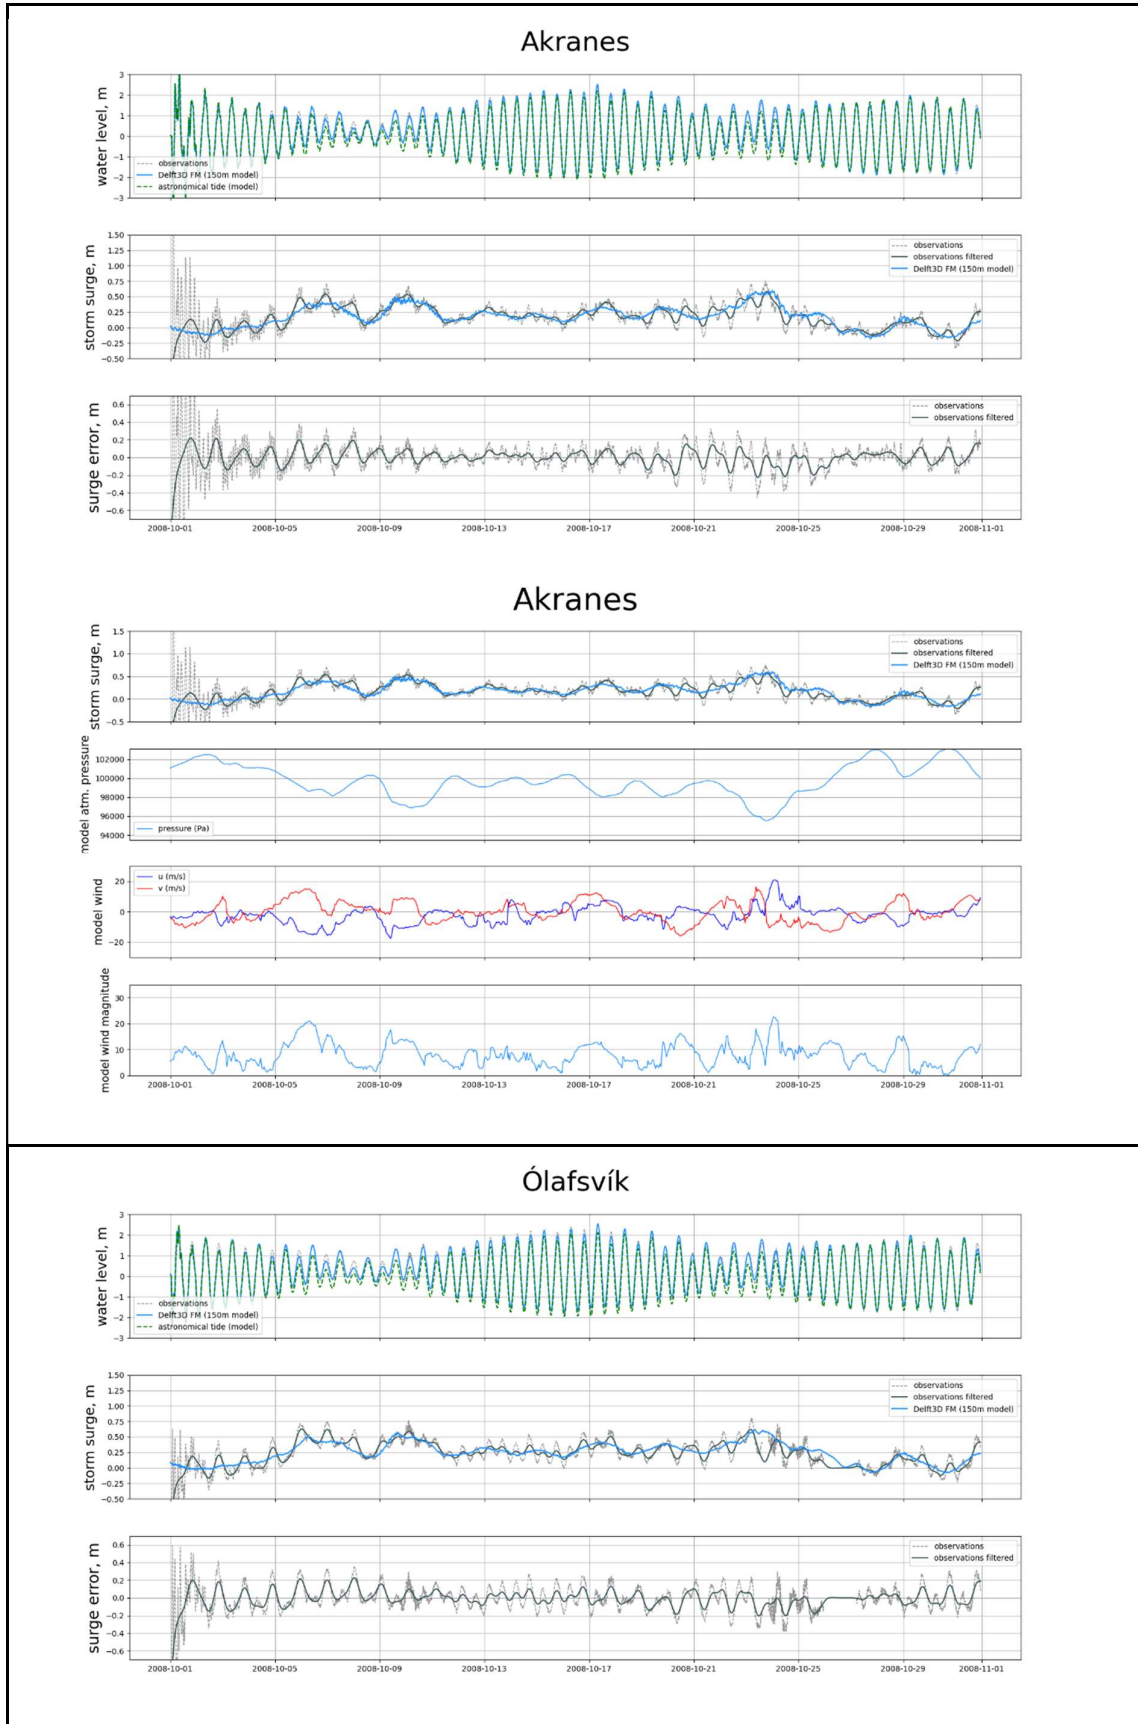 Akranes
water level, m
3
2
1
0
−1
−2
−3
observations
Delft3D FM (150m model)
astronomical tide (model)
storm surge, m
1.50
1.25
1.00
0.75
0.50
0.25
0.00
−0.25
−0.50
observations
observations filtered
Delft3D FM (150m model)
surge error, m
0.6
0.4
0.2
0.0
−0.2
−0.4
−0.6
observations
observations filtered
2008-10-01 2008-10-05 2008-10-09 2008-10-13 2008-10-17 2008-10-21 2008-10-25 2008-10-29 2008-11-01
Akranes
storm surge, m
1.5
1.0
0.5
0.0
−0.5
observations
observations filtered
Delft3D FM (150m model)
model atm. pressure
102000
100000
98000
96000
94000
pressure (Pa)
model wind
20
0
−20
u (m/s)
v (m/s)
model wind magnitude
30
20
10
0
2008-10-01 2008-10-05 2008-10-09 2008-10-13 2008-10-17 2008-10-21 2008-10-25 2008-10-29 2008-11-01
Ólafsvík
water level, m
3
2
1
0
−1
−2
−3
observations
Delft3D FM (150m model)
astronomical tide (model)
storm surge, m
1.50
1.25
1.00
0.75
0.50
0.25
0.00
−0.25
−0.50
observations
observations filtered
Delft3D FM (150m model)
surge error, m
0.6
0.4
0.2
0.0
−0.2
−0.4
−0.6
observations
observations filtered
2008-10-01 2008-10-05 2008-10-09 2008-10-13 2008-10-17 2008-10-21 2008-10-25 2008-10-29 2008-11-01